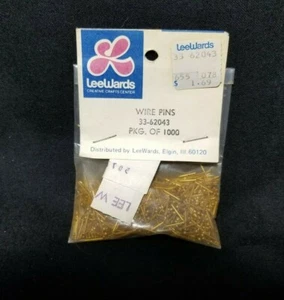 LeeWards
CREATIVE CRAFTS CENTER
LeeWards
33-62043
$ 1.69
WIRE PINS
33-62043
PKG. OF 1000
Distributed by LeeWards, Elgin, Ill 60120
LEE W